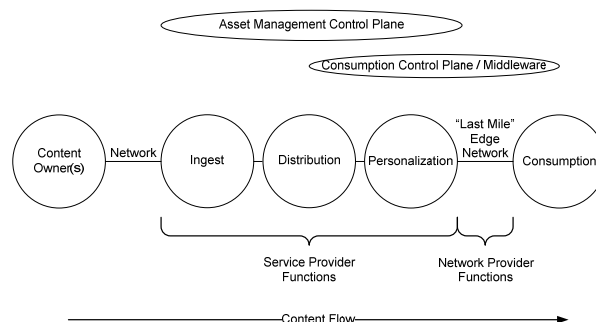 Asset Management Control Plane
Consumption Control Plane / Middleware
Content
Owner(s)
Network
Ingest
Distribution
Personalization
“Last Mile”
Edge
Network
Consumption
Service Provider
Functions
Network Provider
Functions
Content Flow